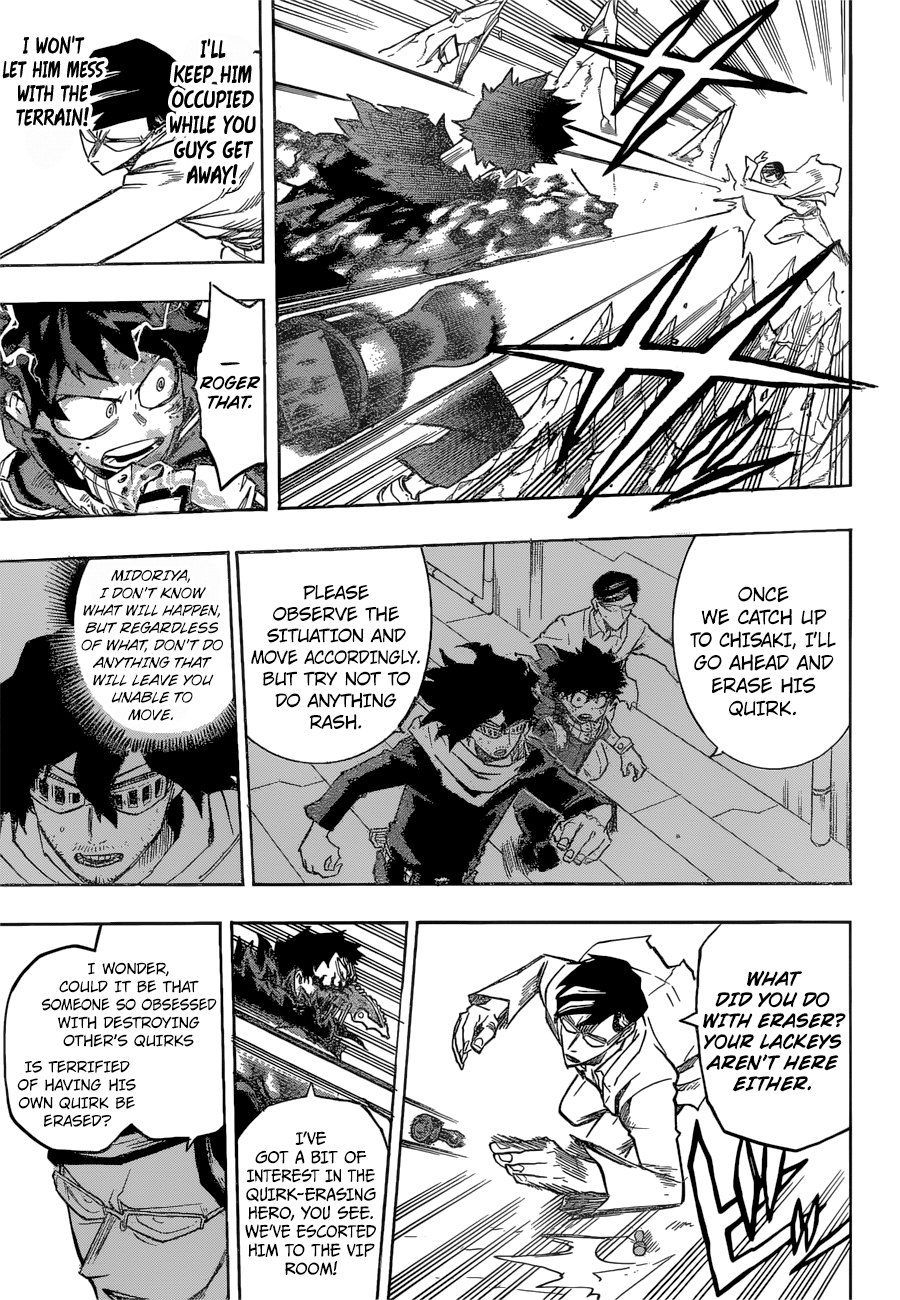 I'LL
KEEP HIM
OCCUPIED
WHILE YOU
GUYS GET
AWAY!
I WON'T
LET HIM MESS
WITH THE
TERRAIN!
—
ROGER
THAT.
ONCE
WE CATCH UP
TO CHISAKI, I'LL
GO AHEAD AND
ERASE HIS
QUIRK.
PLEASE
OBSERVE THE
SITUATION AND
MOVE ACCORDINGLY.
BUT TRY NOT TO
DO ANYTHING
RASH.
MIDORIYA,
I DON'T KNOW
WHAT WILL HAPPEN,
BUT REGARDLESS
OF WHAT, DON'T DO
ANYTHING THAT
WILL LEAVE YOU
UNABLE TO
MOVE.
WHAT
DID YOU DO
WITH ERASER?
YOUR LACKEYS
AREN'T HERE
EITHER.
I'VE
GOT A BIT OF
INTEREST IN THE
QUIRK-ERASING
HERO, YOU SEE.
WE'VE ESCORTED
HIM TO THE VIP
ROOM!
I WONDER,
COULD IT BE THAT
SOMEONE SO OBSESSED
WITH DESTROYING
OTHER'S QUIRKS
IS TERRIFIED
OF HAVING HIS
OWN QUIRK BE
ERASED?